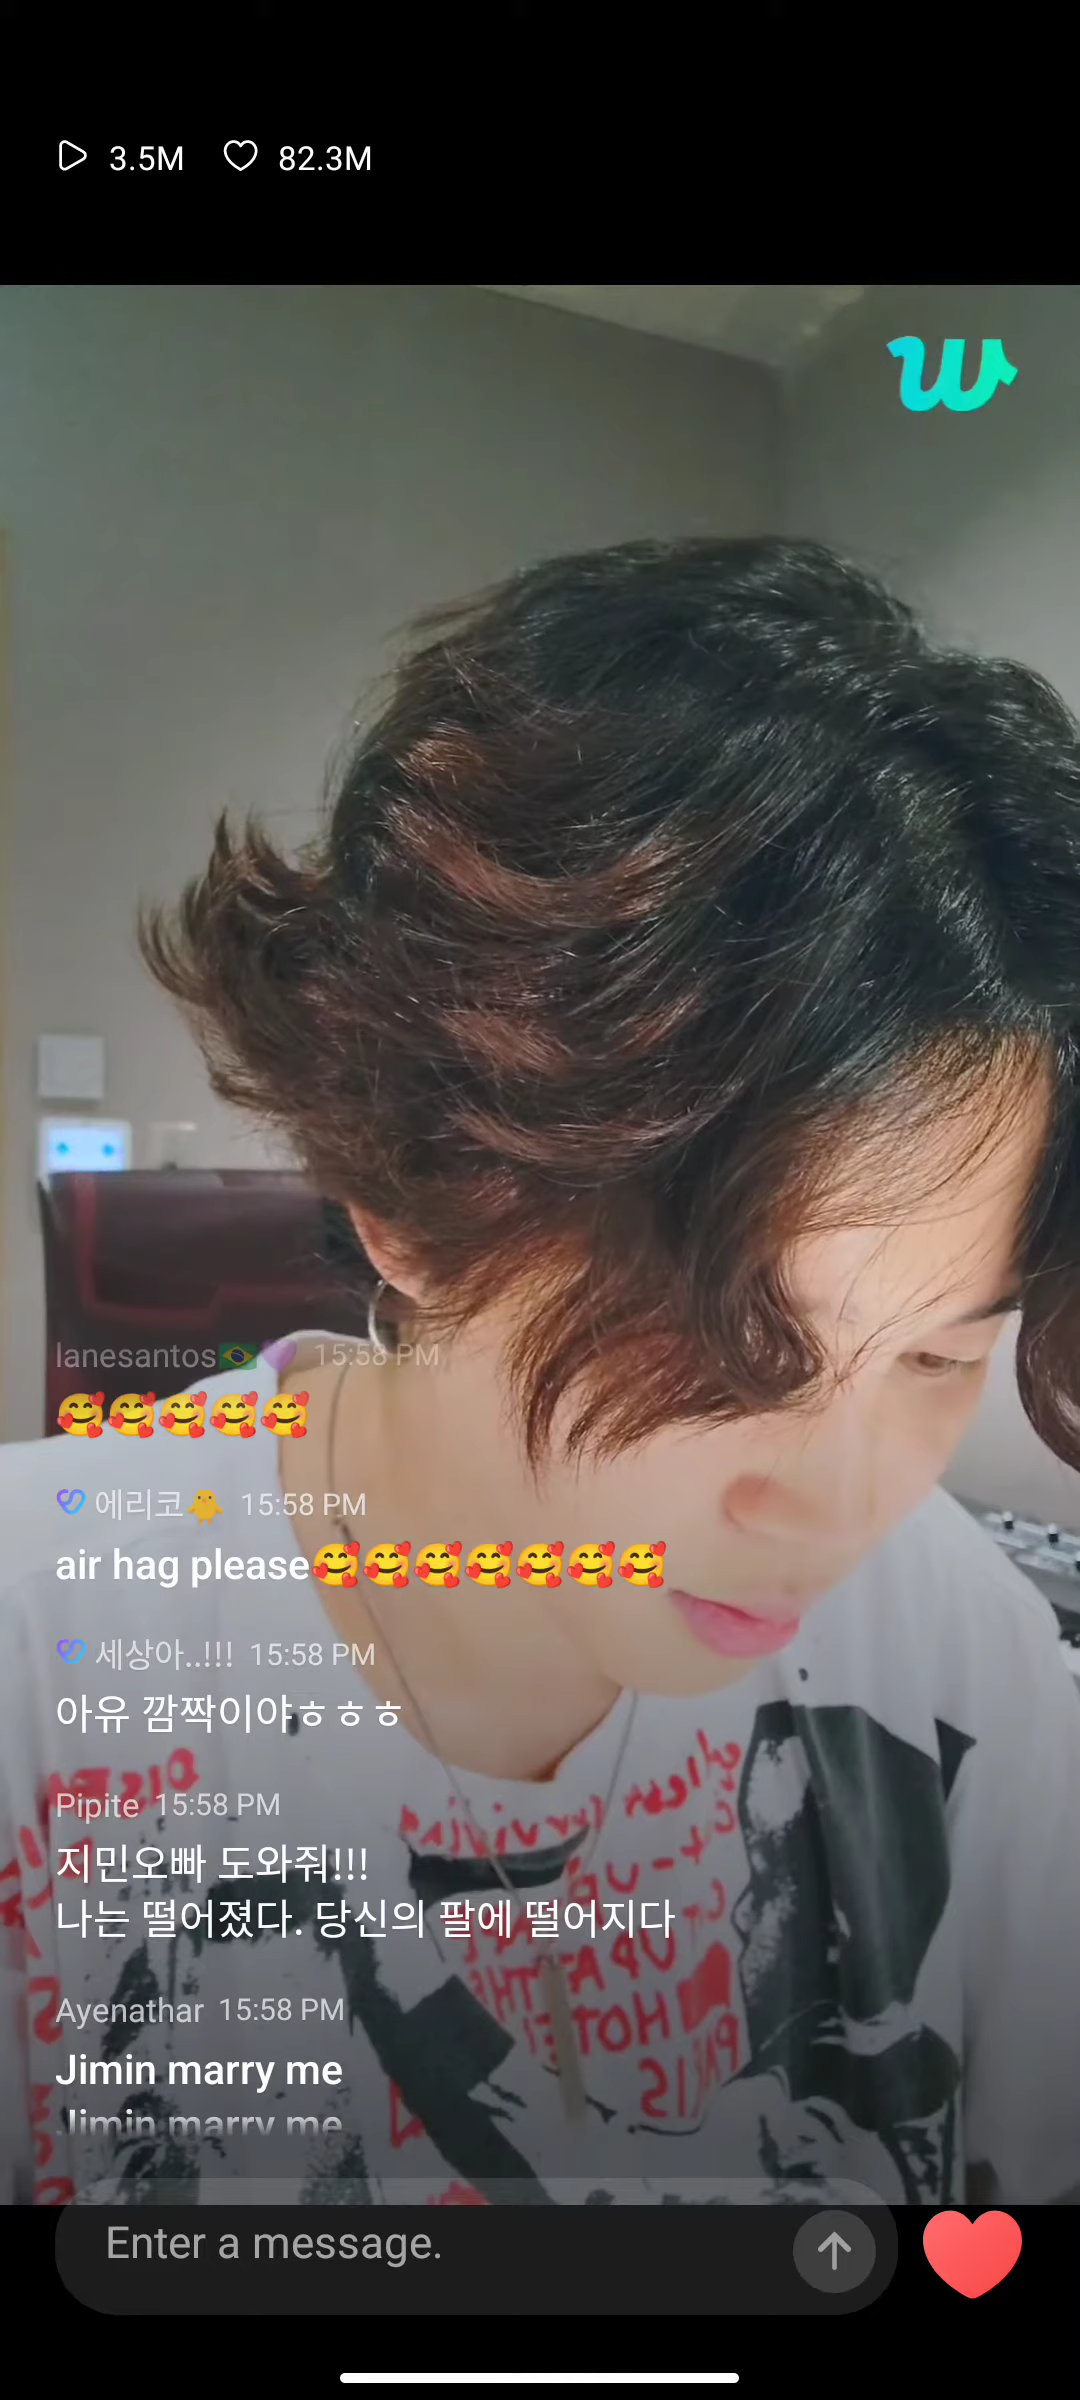 3.5M 82.3M
lanesantos🇧🇷💜 15:58 PM
🥰🥰🥰🥰🥰
에리코🐥 15:58 PM
air hag please🥰🥰🥰🥰🥰🥰🥰
세상아..!!! 15:58 PM
아유 깜짝이야ㅎㅎㅎ
Pipite 15:58 PM
지민오빠 도와줘!!!
나는 떨어졌다. 당신의 팔에 떨어지다
Ayenathar 15:58 PM
Jimin marry me
Jimin marry me
HOTEL
Enter a message.